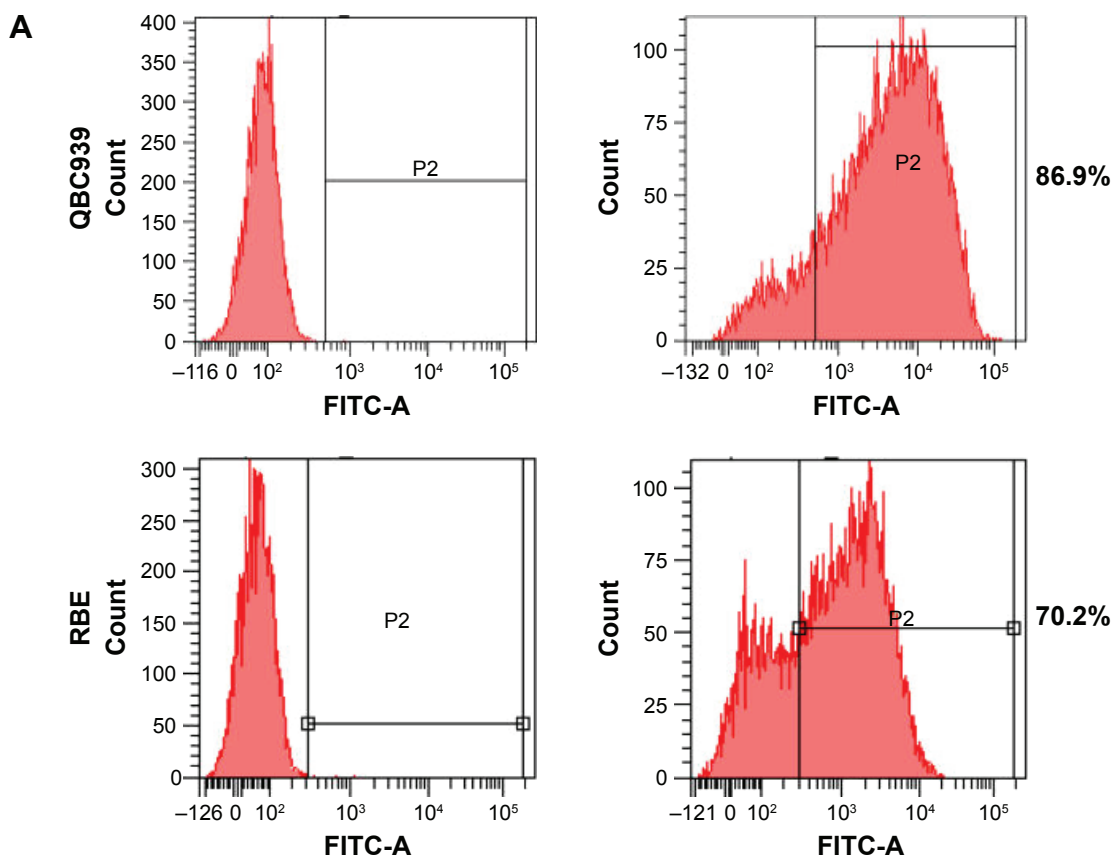 A
QBC939
Count
400
350
300
250
200
150
100
50
0
P2
–116 0 10² 10³ 10⁴ 10⁵
FITC-A
Count
100
75
50
25
0
P2
–132 0 10² 10³ 10⁴ 10⁵
FITC-A
86.9%
RBE
Count
300
250
200
150
100
50
0
P2
–126 0 10² 10³ 10⁴ 10⁵
FITC-A
Count
100
75
50
25
0
P2
–121 0 10² 10³ 10⁴ 10⁵
FITC-A
70.2%